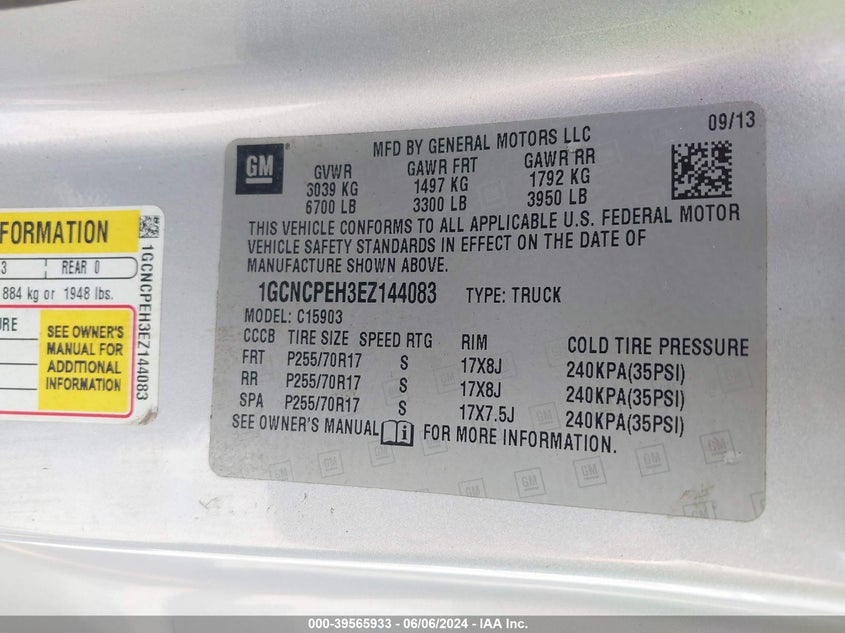 09/13
GM
MFD BY GENERAL MOTORS LLC
GVWR GAWR FRT GAWR RR
3039 KG 1497 KG 1792 KG
6700 LB 3300 LB 3950 LB
THIS VEHICLE CONFORMS TO ALL APPLICABLE U.S. FEDERAL MOTOR
VEHICLE SAFETY STANDARDS IN EFFECT ON THE DATE OF
MANUFACTURE SHOWN ABOVE.
1GCNCPEH3EZ144083 TYPE: TRUCK
MODEL: C15903
CCCB TIRE SIZE SPEED RTG RIM COLD TIRE PRESSURE
FRT P255/70R17 S 17X8J 240KPA(35PSI)
RR P255/70R17 S 17X8J 240KPA(35PSI)
SPA P255/70R17 S 17X7.5J 240KPA(35PSI)
SEE OWNER'S MANUAL FOR MORE INFORMATION.
FORMATION
3 REAR 0
884 kg or 1948 lbs.
URE
SEE OWNER'S
MANUAL FOR
ADDITIONAL
INFORMATION
1GCNCPEH3EZ144083
000-39565933 - 06/06/2024 - IAA Inc.